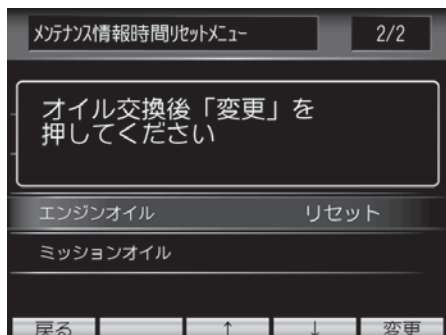 ﾒﾝﾃﾅﾝｽ情報時間ﾘｾｯﾄﾒﾆｭｰ 2/2
オイル交換後「変更」を
押してください
エンジンオイル リセット
ミッションオイル
戻る ↑ ↓ 変更